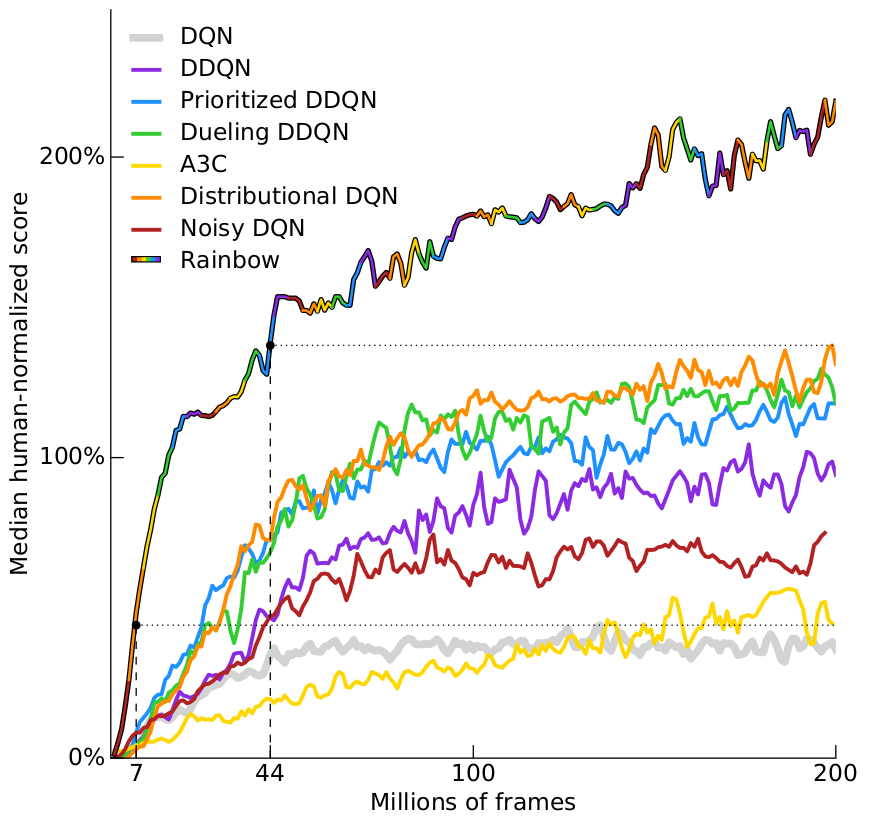 DQN
DDQN
Prioritized DDQN
Dueling DDQN
A3C
Distributional DQN
Noisy DQN
Rainbow
Median human-normalized score
200%
100%
0%
7
44
100
200
Millions of frames